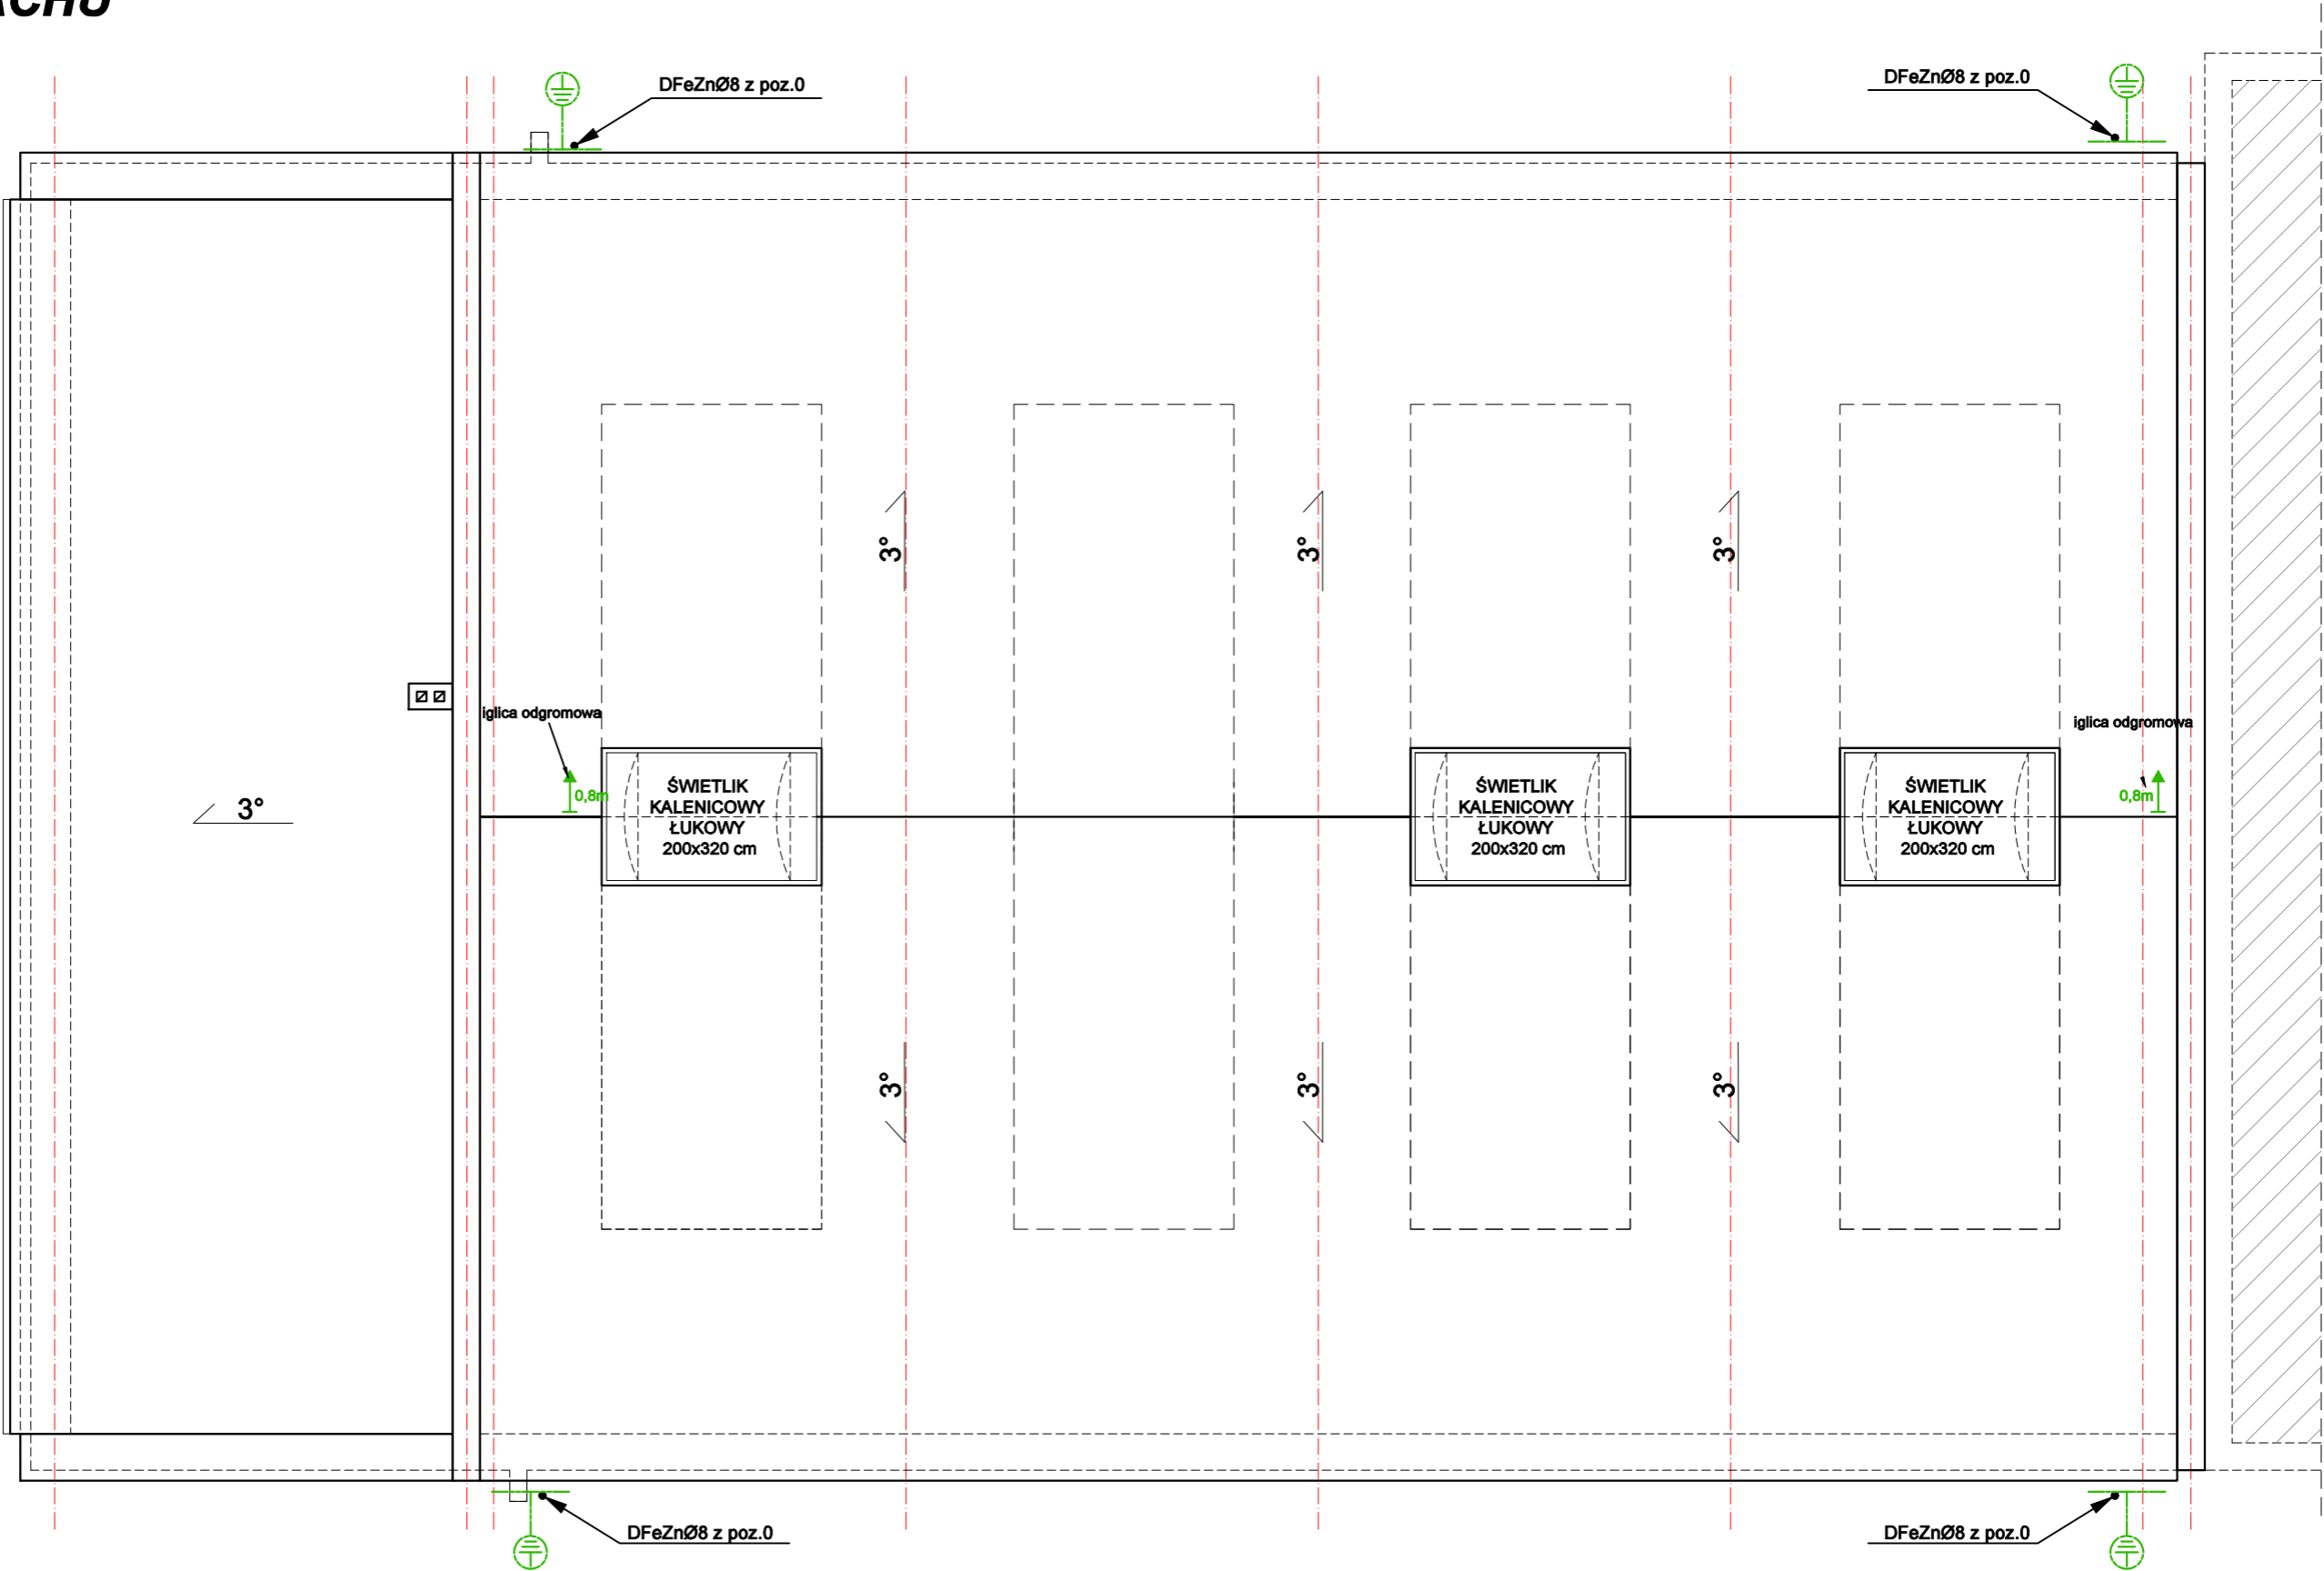 DFeZnØ8 z poz.0
DFeZnØ8 z poz.0
3°
3°
3°
iglica odgromowa
iglica odgromowa
0,8m
0,8m
ŚWIETLIK
KALENICOWY
ŁUKOWY
200x320 cm
ŚWIETLIK
KALENICOWY
ŁUKOWY
200x320 cm
ŚWIETLIK
KALENICOWY
ŁUKOWY
200x320 cm
3°
3°
3°
3°
DFeZnØ8 z poz.0
DFeZnØ8 z poz.0